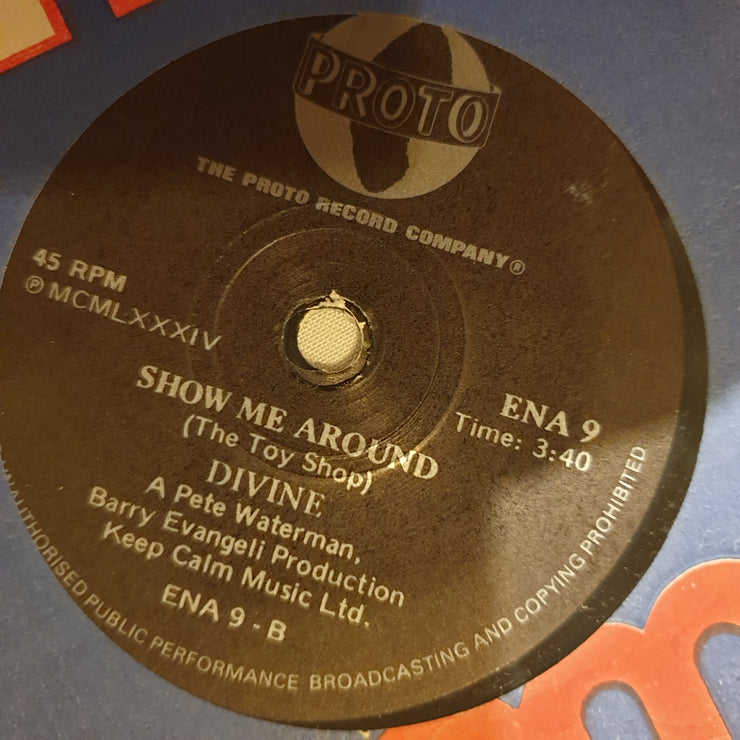 PROTO
THE PROTO RECORD COMPANY®
45 RPM
℗ MCMLXXXIV
SHOW ME AROUND
(The Toy Shop)
DIVINE
ENA 9
Time: 3:40
A Pete Waterman,
Barry Evangeli Production
Keep Calm Music Ltd.
ENA 9 - B
PUBLIC PERFORMANCE BROADCASTING AND COPYING PROHIBITED